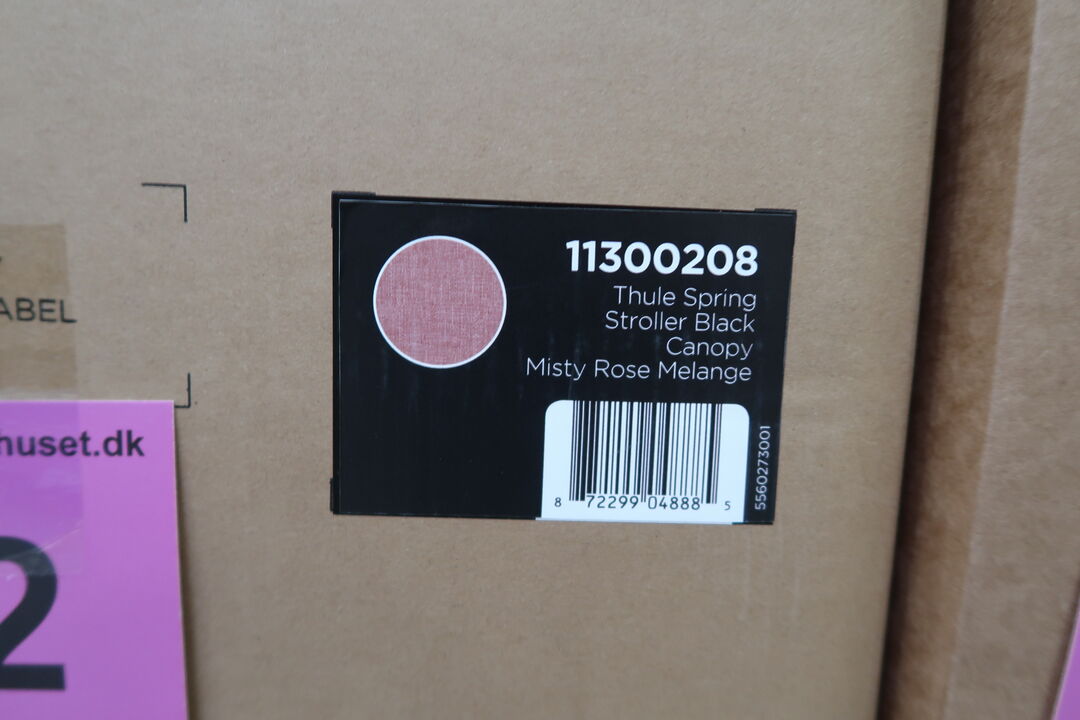 11300208
Thule Spring
Stroller Black
Canopy
Misty Rose Melange
8 72299 04888 5
5560273001
ABEL
huset.dk
2